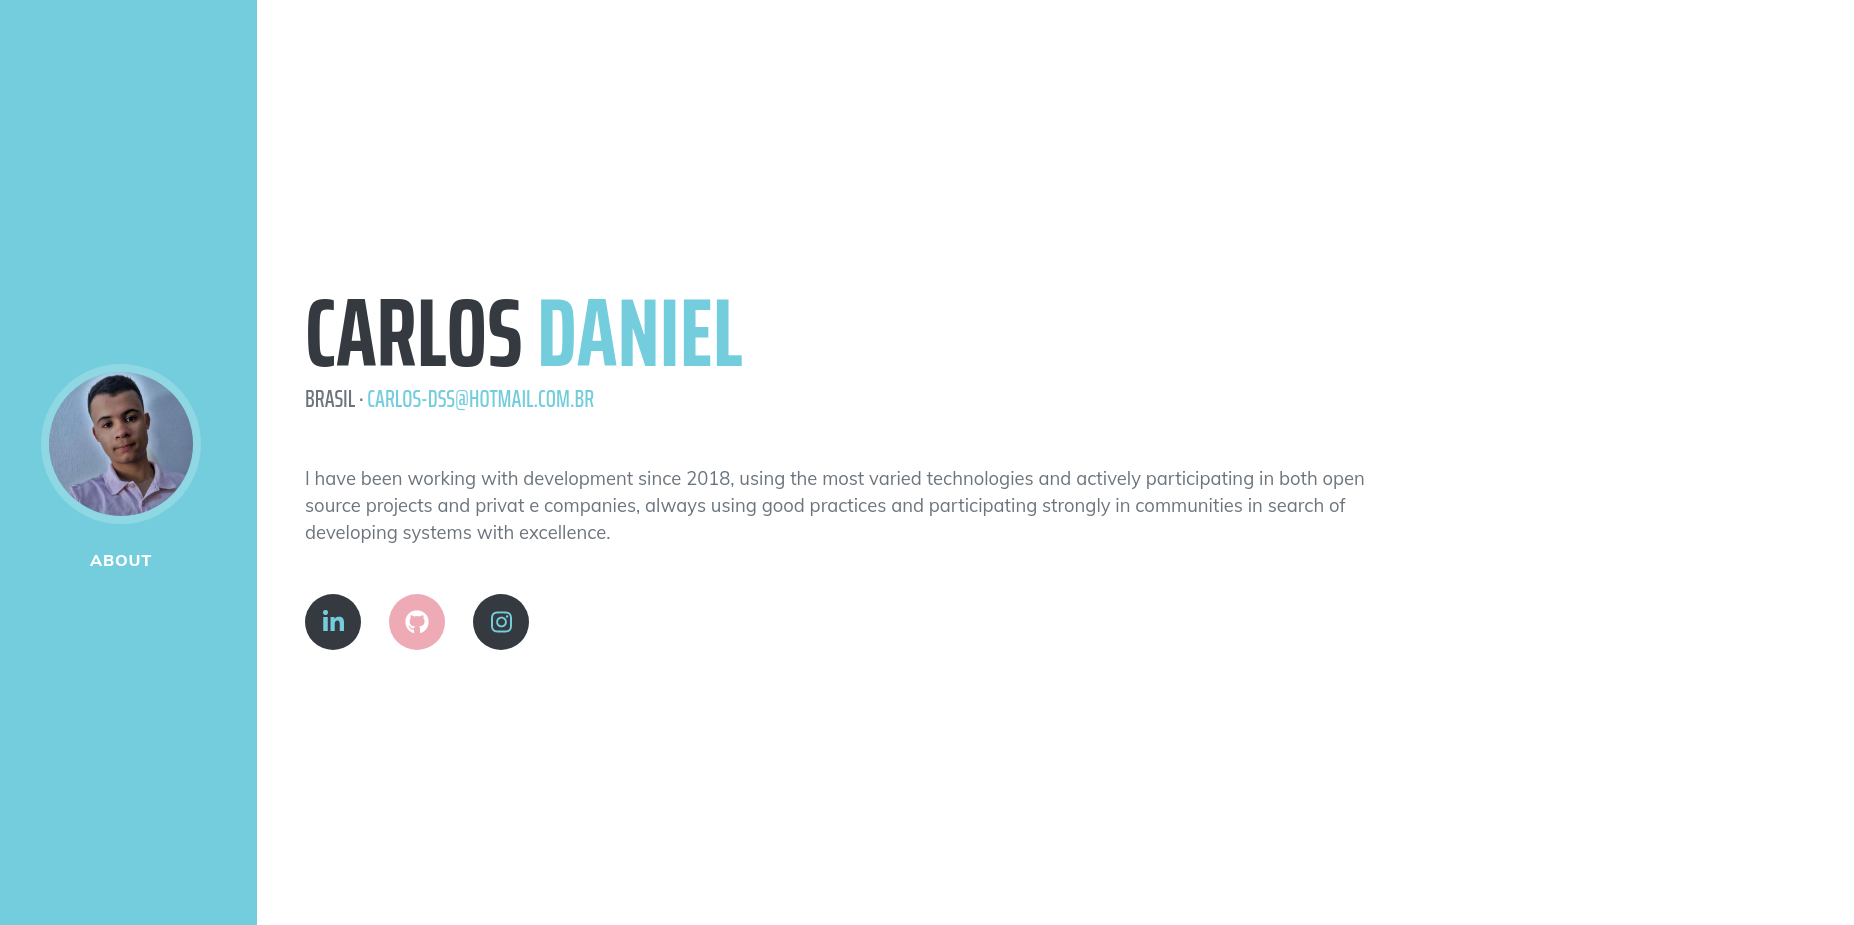 CARLOS DANIEL
BRASIL · CARLOS-DSS@HOTMAIL.COM.BR
I have been working with development since 2018, using the most varied technologies and actively participating in both open
source projects and privat e companies, always using good practices and participating strongly in communities in search of
developing systems with excellence.
ABOUT
in